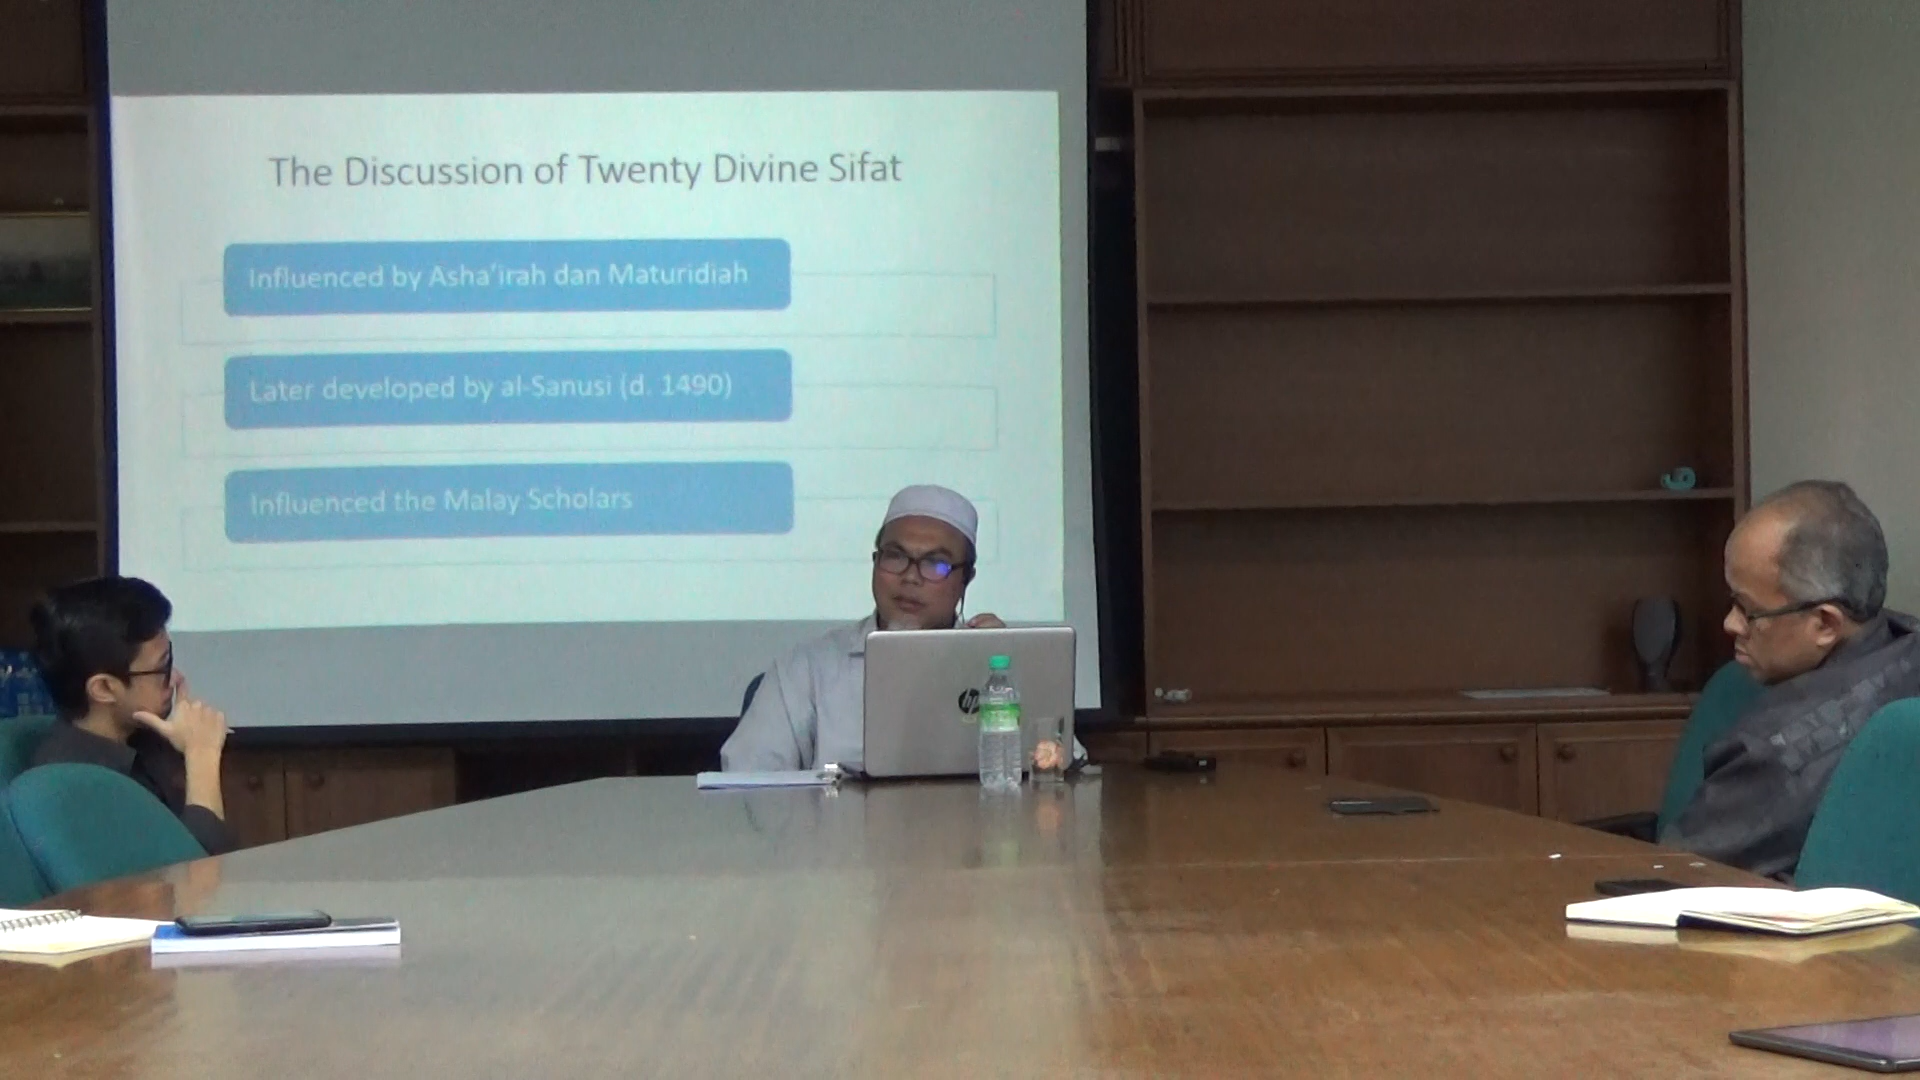 The Discussion of Twenty Divine Sifat
Influenced by Asha'irah dan Maturidiah
Later developed by al-Sanusi (d. 1490)
Influenced the Malay Scholars
hp